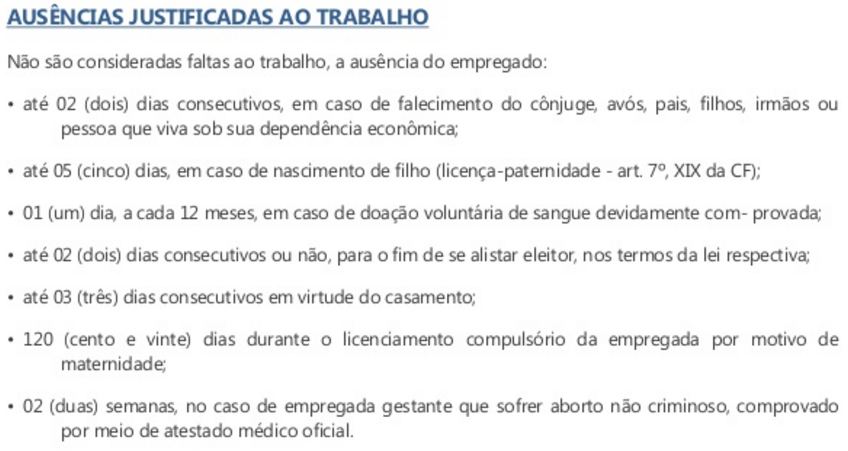 AUSÊNCIAS JUSTIFICADAS AO TRABALHO
Não são consideradas faltas ao trabalho, a ausência do empregado:
• até 02 (dois) dias consecutivos, em caso de falecimento do cônjuge, avós, pais, filhos, irmãos ou
pessoa que viva sob sua dependência econômica;
• até 05 (cinco) dias, em caso de nascimento de filho (licença-paternidade - art. 7º, XIX da CF);
• 01 (um) dia, a cada 12 meses, em caso de doação voluntária de sangue devidamente com- provada;
• até 02 (dois) dias consecutivos ou não, para o fim de se alistar eleitor, nos termos da lei respectiva;
• até 03 (três) dias consecutivos em virtude do casamento;
• 120 (cento e vinte) dias durante o licenciamento compulsório da empregada por motivo de
maternidade;
• 02 (duas) semanas, no caso de empregada gestante que sofrer aborto não criminoso, comprovado
por meio de atestado médico oficial.